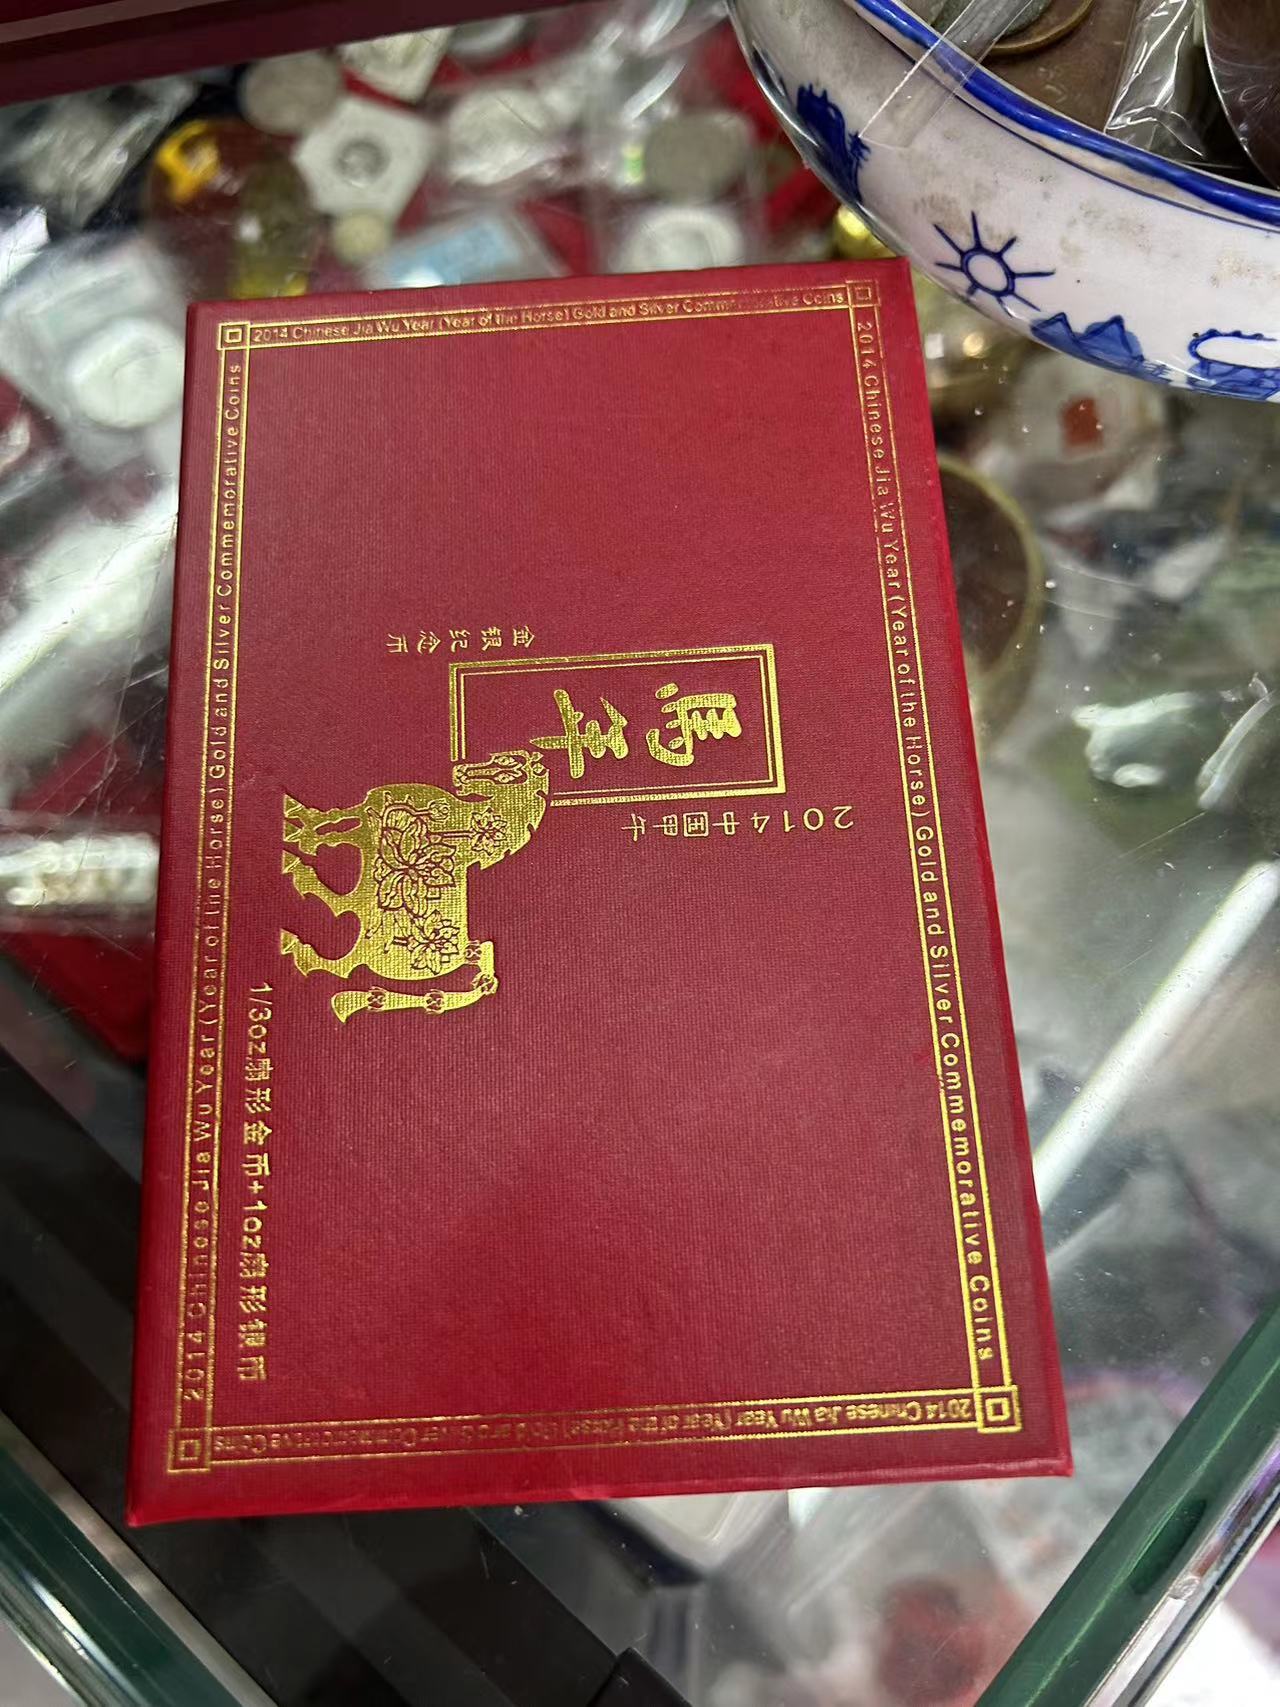 2014 Chinese Jia Wu Year (Year of the Horse) Gold and Silver Commemorative Coins
2014 Chinese Jia Wu Year (Year of the Horse) Gold and Silver Commemorative Coins
2014中国甲午
馬年
金银纪念币
1/3oz扇形金币+1oz扇形银币
2014 Chinese Jia Wu Year (Year of the Horse) Gold and Silver Commemorative Coins
2014 Chinese Jia Wu Year (Year of the Horse) Gold and Silver Commemorative Coins